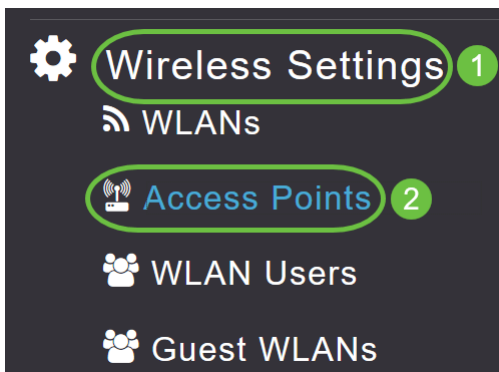 Wireless Settings 1
WLANs
Access Points 2
WLAN Users
Guest WLANs